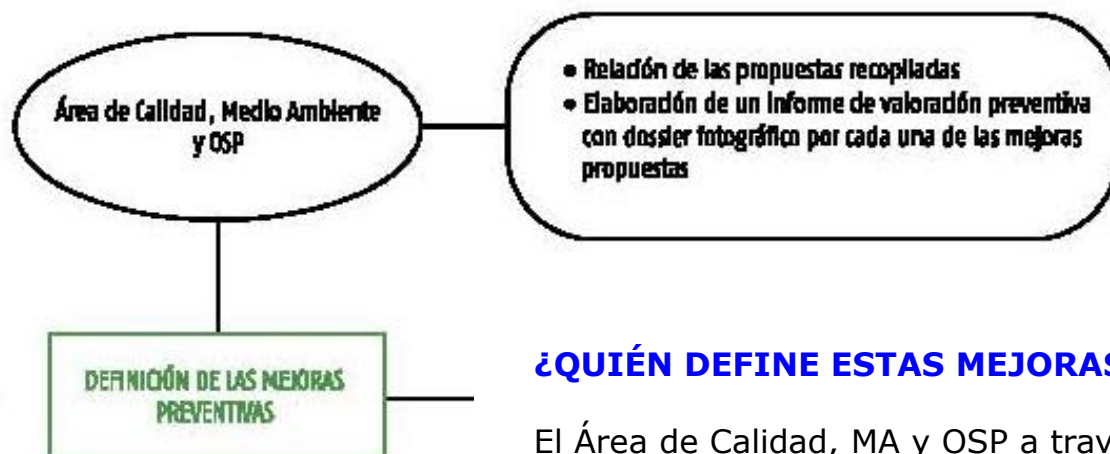 Área de Calidad, Medio Ambiente
y OSP
• Relación de las propuestas recopiladas
• Elaboración de un informe de valoración preventiva
con dossier fotográfico por cada una de las mejoras
propuestas
DEFINICIÓN DE LAS MEJORAS
PREVENTIVAS
¿QUIÉN DEFINE ESTAS MEJORAS
El Área de Calidad, MA y OSP a